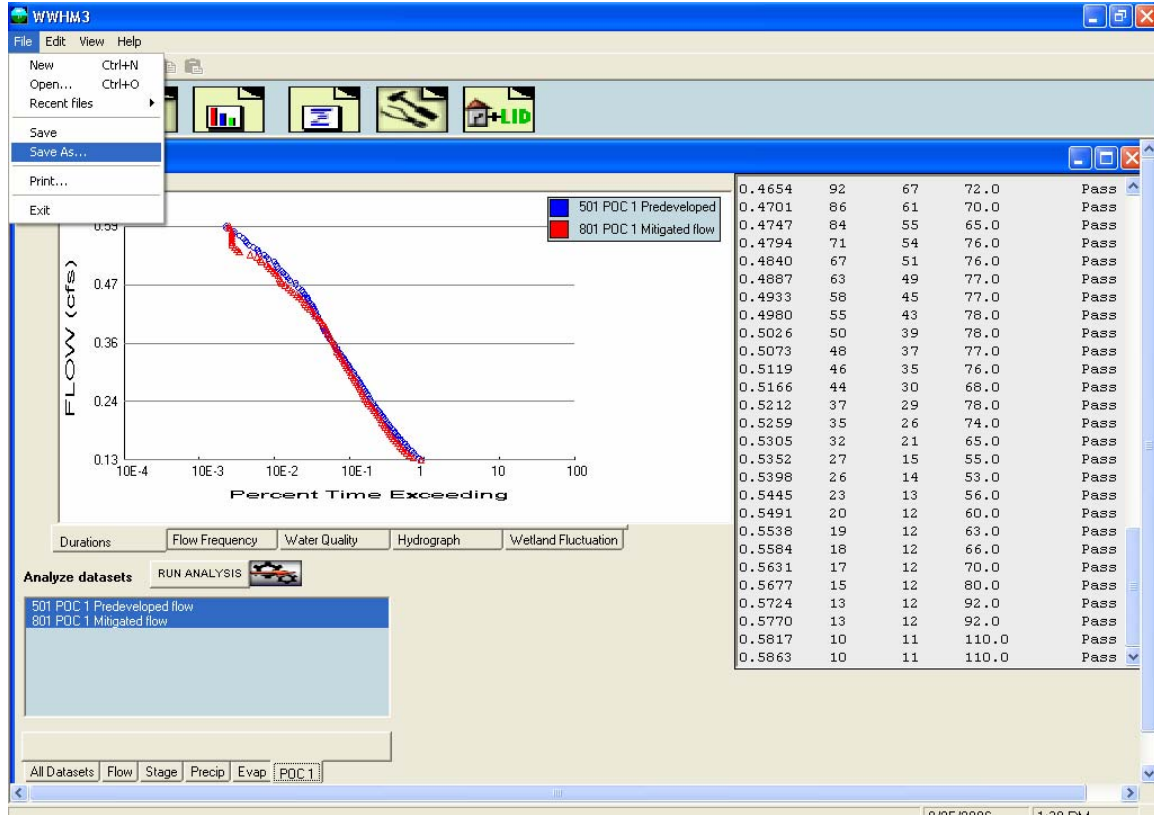 WWHM3
File Edit View Help
New Ctrl+N
Open... Ctrl+O
Recent files
Save
Save As...
Print...
Exit
+LID
501 POC 1 Predeveloped
801 POC 1 Mitigated flow
FLOW (cfs)
0.59
0.47
0.36
0.24
0.13
10E-4 10E-3 10E-2 10E-1 1 10 100
Percent Time Exceeding
0.4654 92 67 72.0 Pass
0.4701 86 61 70.0 Pass
0.4747 84 55 65.0 Pass
0.4794 71 54 76.0 Pass
0.4840 67 51 76.0 Pass
0.4887 63 49 77.0 Pass
0.4933 58 45 77.0 Pass
0.4980 55 43 78.0 Pass
0.5026 50 39 78.0 Pass
0.5073 48 37 77.0 Pass
0.5119 46 35 76.0 Pass
0.5166 44 30 68.0 Pass
0.5212 37 29 78.0 Pass
0.5259 35 26 74.0 Pass
0.5305 32 21 65.0 Pass
0.5352 27 15 55.0 Pass
0.5398 26 14 53.0 Pass
0.5445 23 13 56.0 Pass
0.5491 20 12 60.0 Pass
0.5538 19 12 63.0 Pass
0.5584 18 12 66.0 Pass
0.5631 17 12 70.0 Pass
0.5677 15 12 80.0 Pass
0.5724 13 12 92.0 Pass
0.5770 13 12 92.0 Pass
0.5817 10 11 110.0 Pass
0.5863 10 11 110.0 Pass
Durations Flow Frequency Water Quality Hydrograph Wetland Fluctuation
Analyze datasets RUN ANALYSIS
501 POC 1 Predeveloped flow
801 POC 1 Mitigated flow
All Datasets Flow Stage Precip Evap POC 1